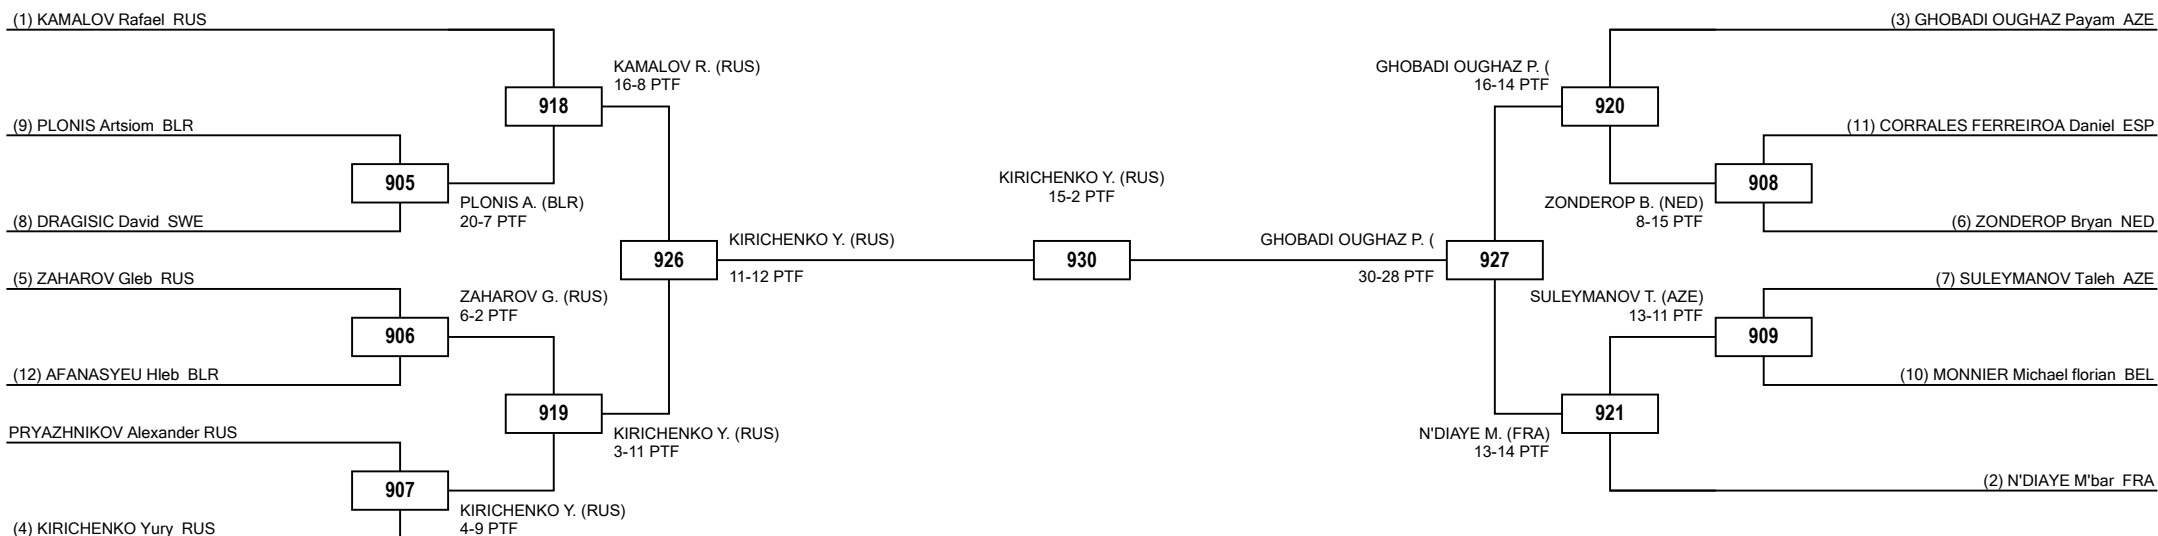 (1) KAMALOV Rafael RUS
KAMALOV R. (RUS)
16-8 PTF
918
(9) PLONIS Artsiom BLR
905
PLONIS A. (BLR)
20-7 PTF
(8) DRAGISIC David SWE
926
KIRICHENKO Y. (RUS)
11-12 PTF
(5) ZAHAROV Gleb RUS
ZAHAROV G. (RUS)
6-2 PTF
906
(12) AFANASYEU Hleb BLR
919
KIRICHENKO Y. (RUS)
3-11 PTF
PRYAZHNIKOV Alexander RUS
907
KIRICHENKO Y. (RUS)
4-9 PTF
(4) KIRICHENKO Yury RUS
KIRICHENKO Y. (RUS)
15-2 PTF
930
(3) GHOBADI OUGHAZ Payam AZE
GHOBADI OUGHAZ P. (
16-14 PTF
920
(11) CORRALES FERREIROA Daniel ESP
908
ZONDEROP B. (NED)
8-15 PTF
(6) ZONDEROP Bryan NED
GHOBADI OUGHAZ P. (
30-28 PTF
927
(7) SULEYMANOV Taleh AZE
SULEYMANOV T. (AZE)
13-11 PTF
909
(10) MONNIER Michael florian BEL
921
N'DIAYE M. (FRA)
13-14 PTF
(2) N'DIAYE M'bar FRA